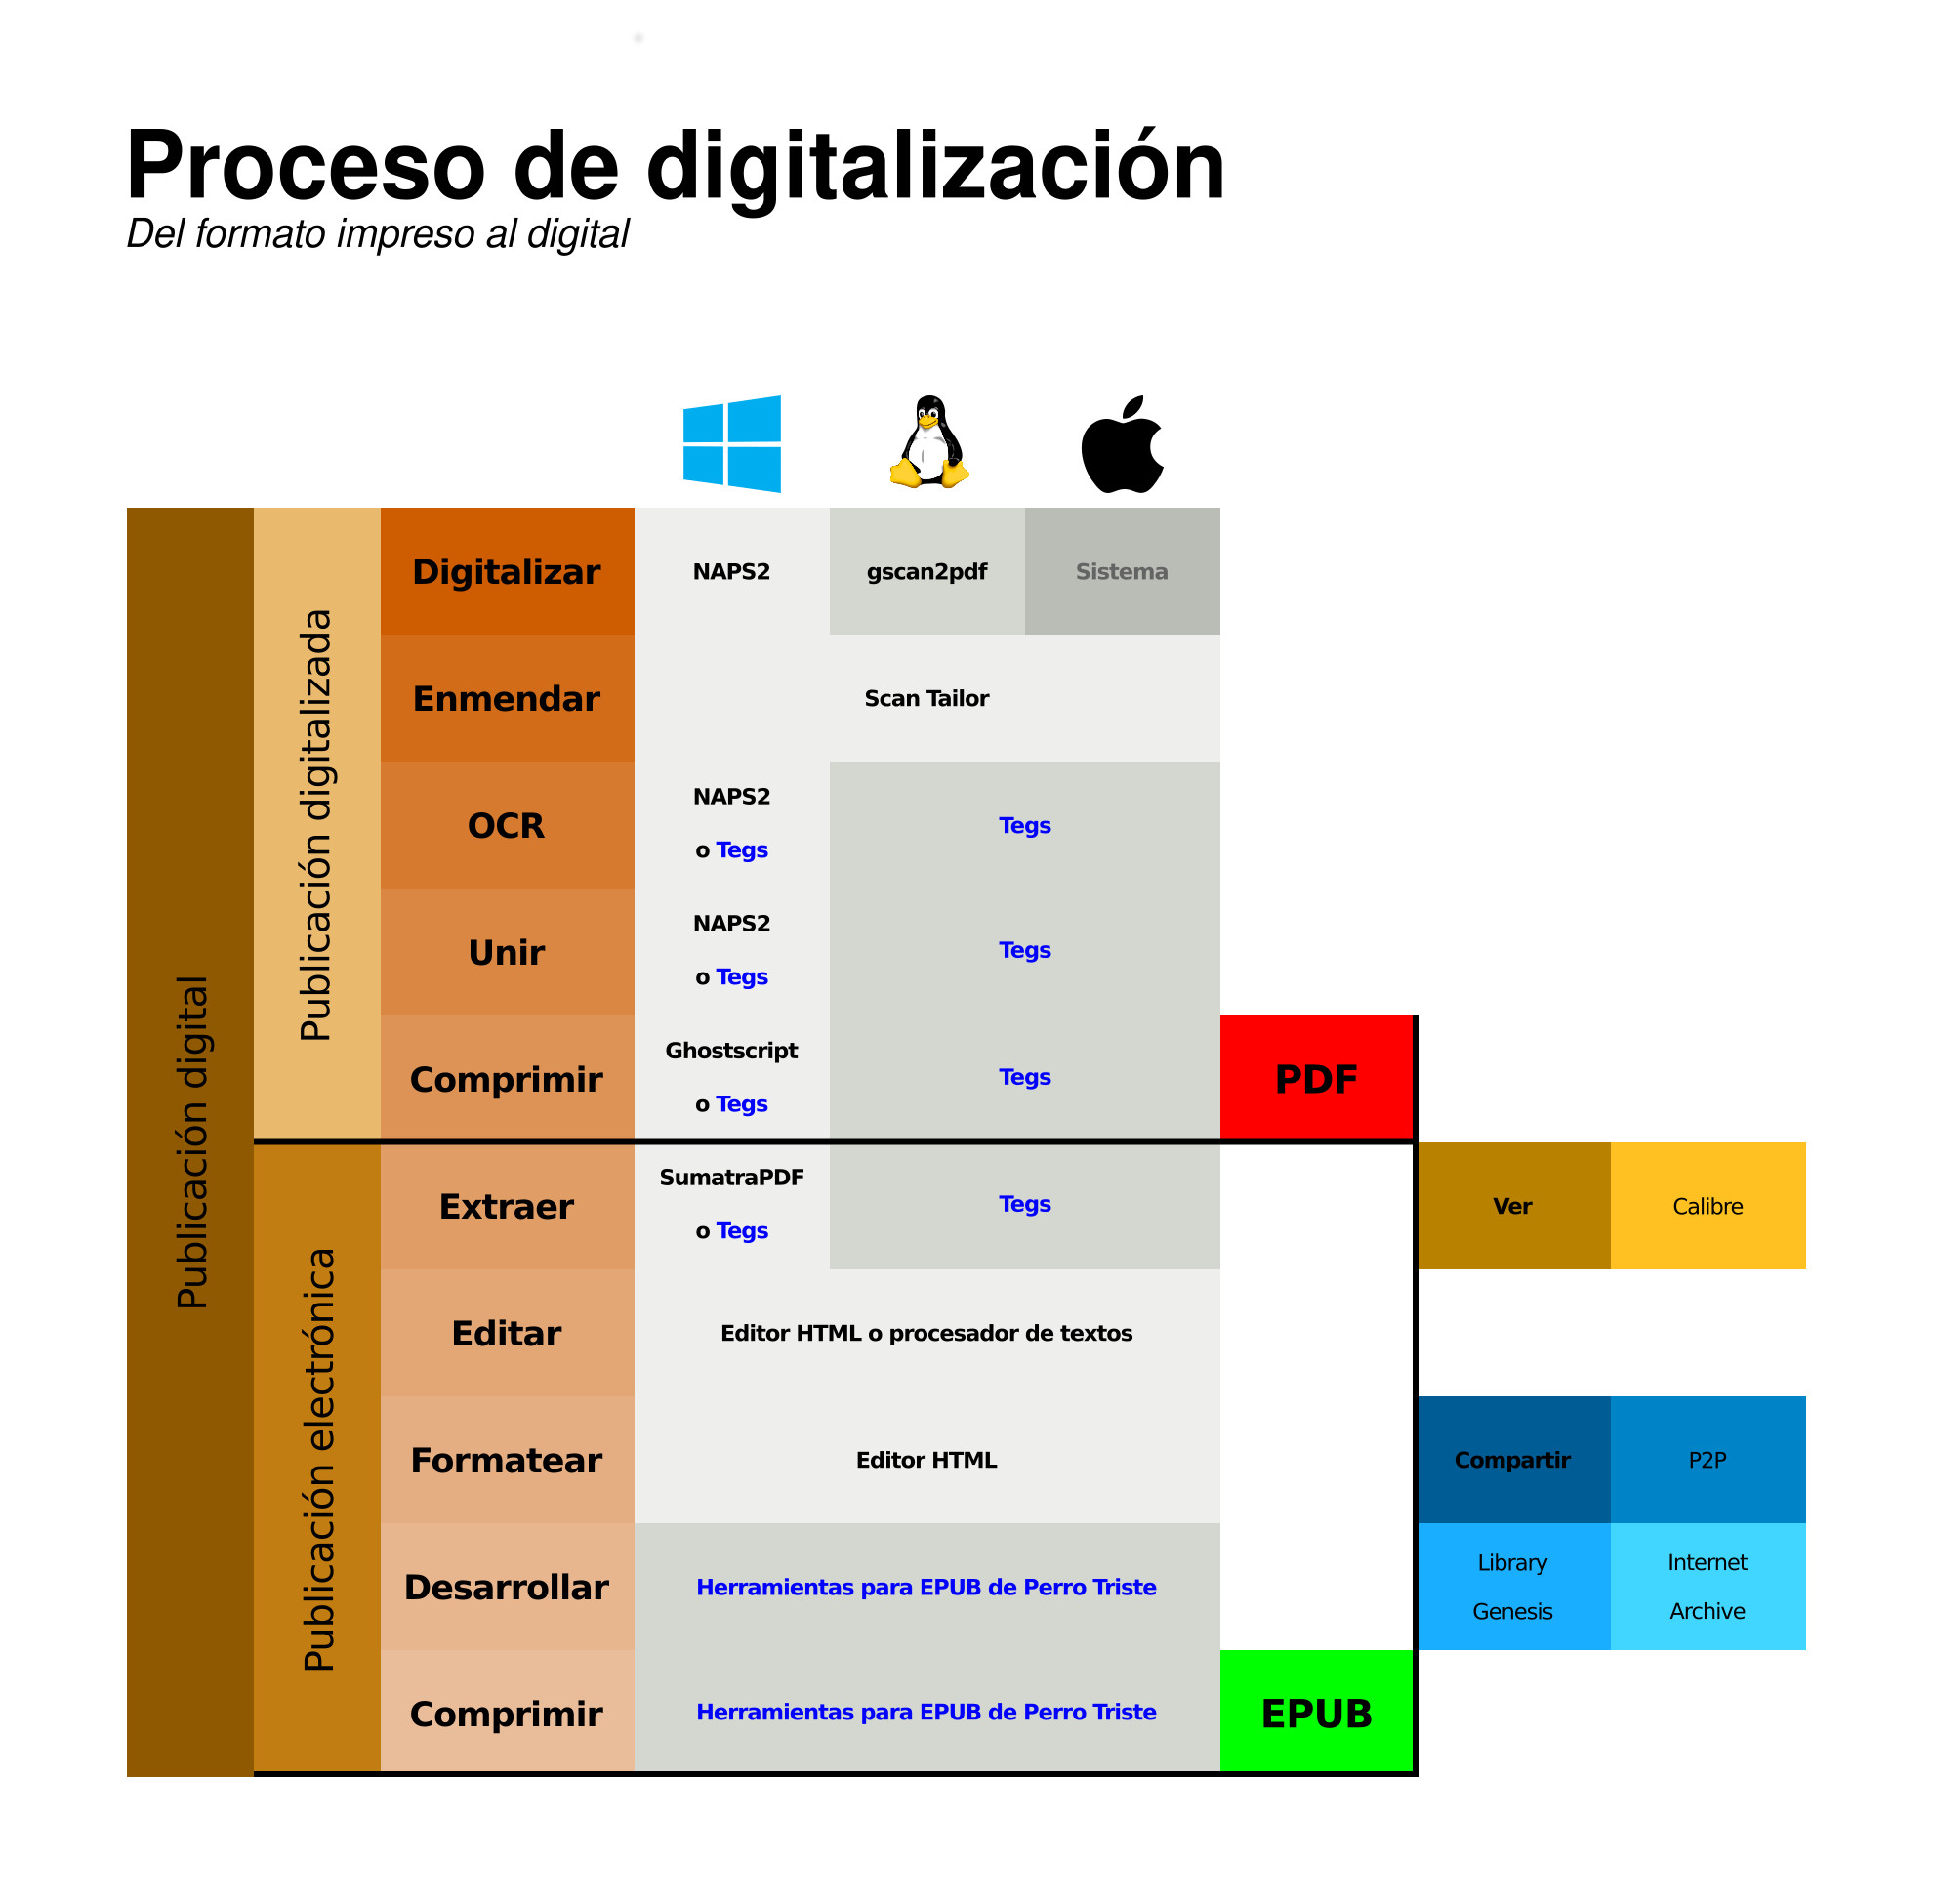 Proceso de digitalización
Del formato impreso al digital
Publicación digital
Publicación digitalizada
Digitalizar
NAPS2
gscan2pdf
Sistema
Enmendar
Scan Tailor
OCR
NAPS2
o Tegs
Tegs
Unir
NAPS2
o Tegs
Tegs
Comprimir
Ghostscript
o Tegs
Tegs
PDF
Publicación electrónica
Extraer
SumatraPDF
o Tegs
Tegs
Ver
Calibre
Editar
Editor HTML o procesador de textos
Formatear
Editor HTML
Compartir
P2P
Desarrollar
Herramientas para EPUB de Perro Triste
Library
Genesis
Internet
Archive
Comprimir
Herramientas para EPUB de Perro Triste
EPUB